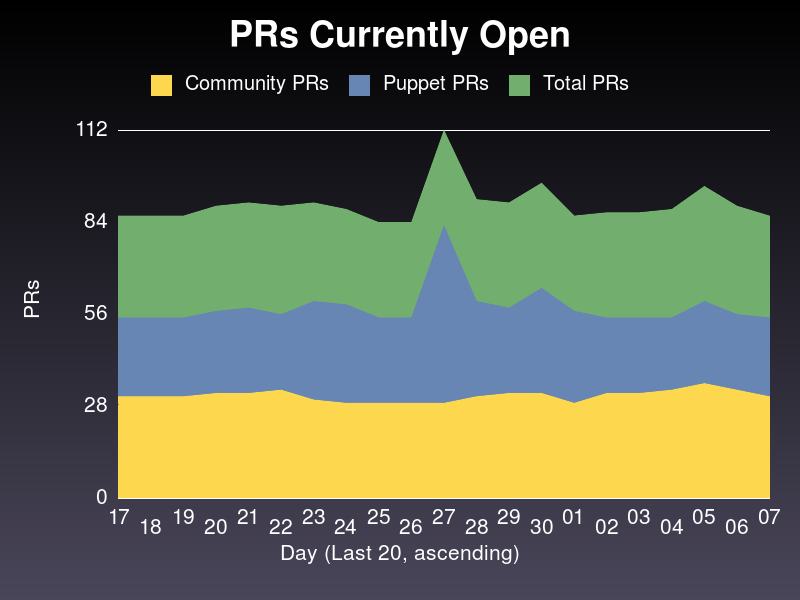 PRs Currently Open
Community PRs Puppet PRs Total PRs
112
84
56
28
0
PRs
17 18 19 20 21 22 23 24 25 26 27 28 29 30 01 02 03 04 05 06 07
Day (Last 20, ascending)